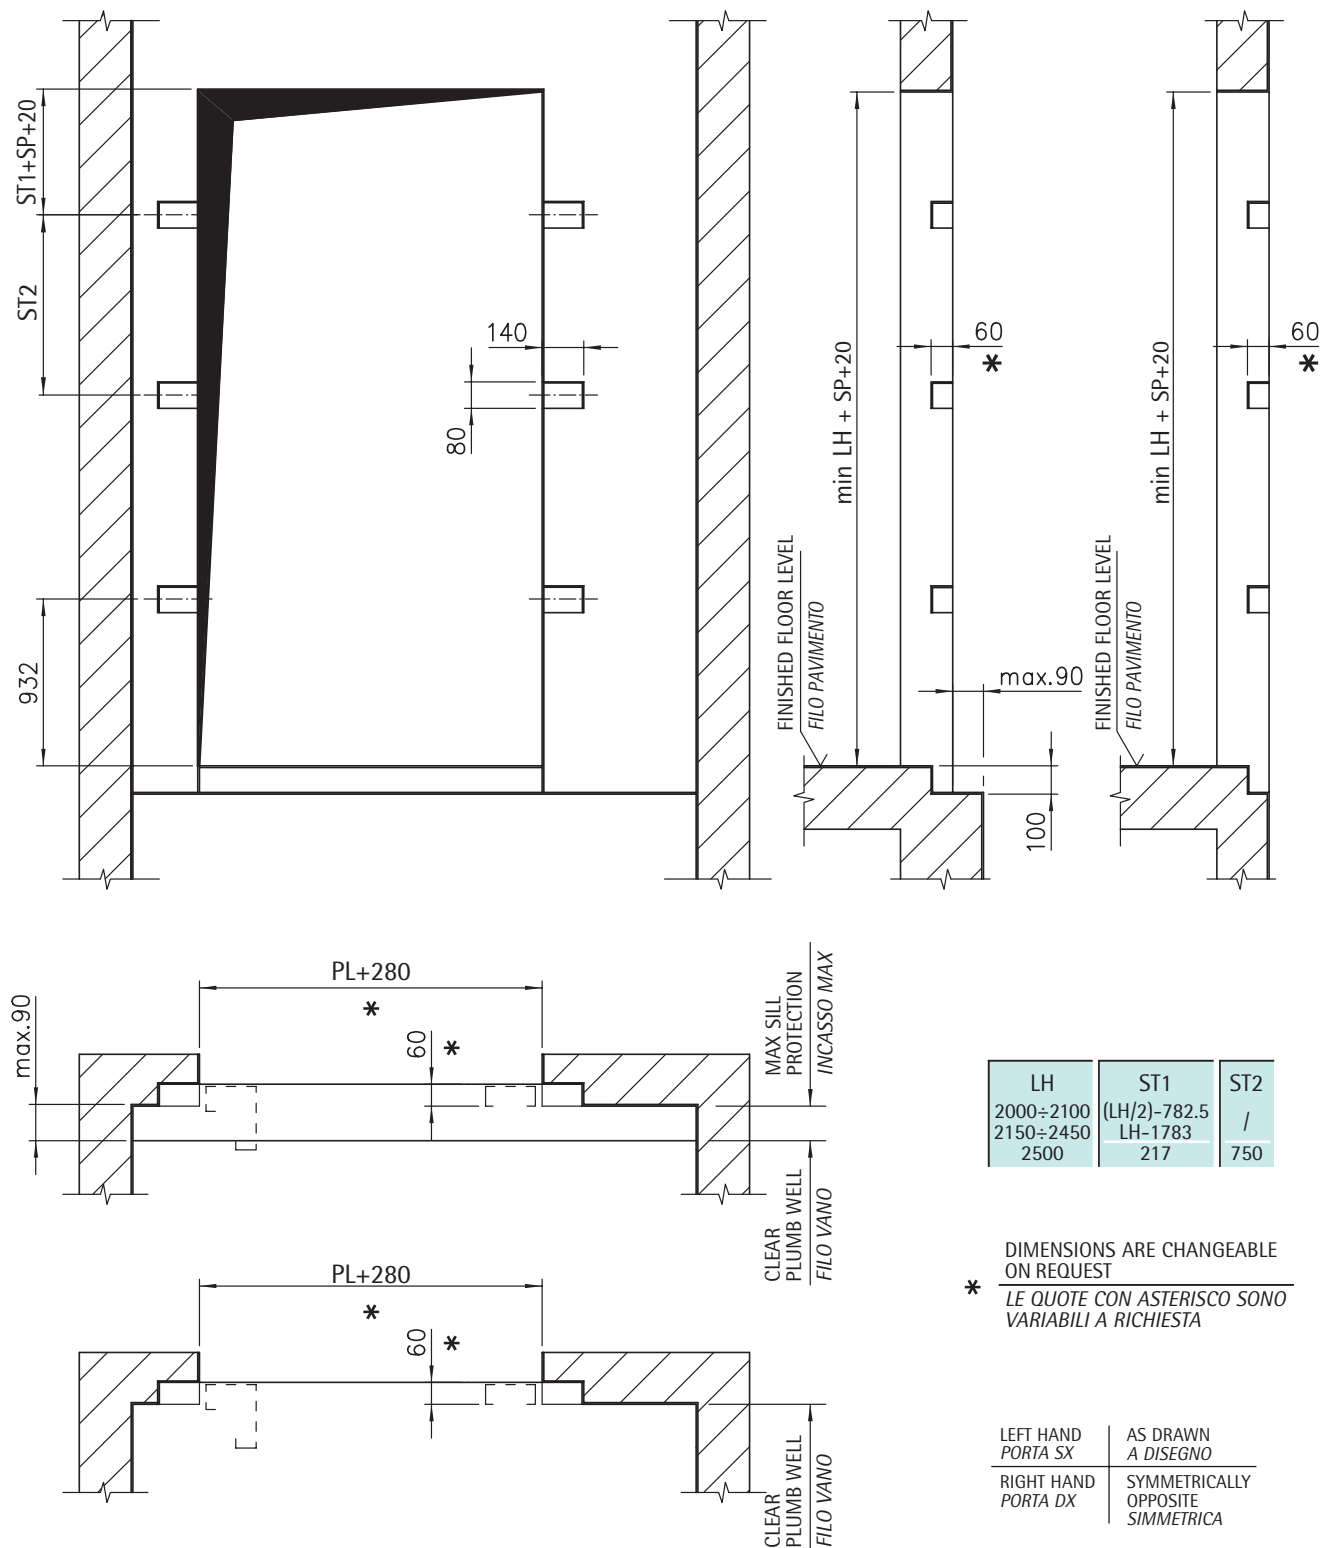 ST1+SP+20
ST2
932
140
80
min LH + SP+20
60
*
FINISHED FLOOR LEVEL
FILO PAVIMENTO
max.90
100
min LH + SP+20
60
*
FINISHED FLOOR LEVEL
FILO PAVIMENTO
max.90
PL+280
*
60
*
MAX SILL
PROTECTION
INCASSO MAX
CLEAR
PLUMB WELL
FILO VANO
PL+280
*
60
*
CLEAR
PLUMB WELL
FILO VANO
LH ST1 ST2
2000÷2100 (LH/2)-782.5 /
2150÷2450 LH-1783
2500 217 750
* DIMENSIONS ARE CHANGEABLE
ON REQUEST
LE QUOTE CON ASTERISCO SONO
VARIABILI A RICHIESTA
LEFT HAND AS DRAWN
PORTA SX A DISEGNO
RIGHT HAND SYMMETRICALLY
PORTA DX OPPOSITE
SIMMETRICA